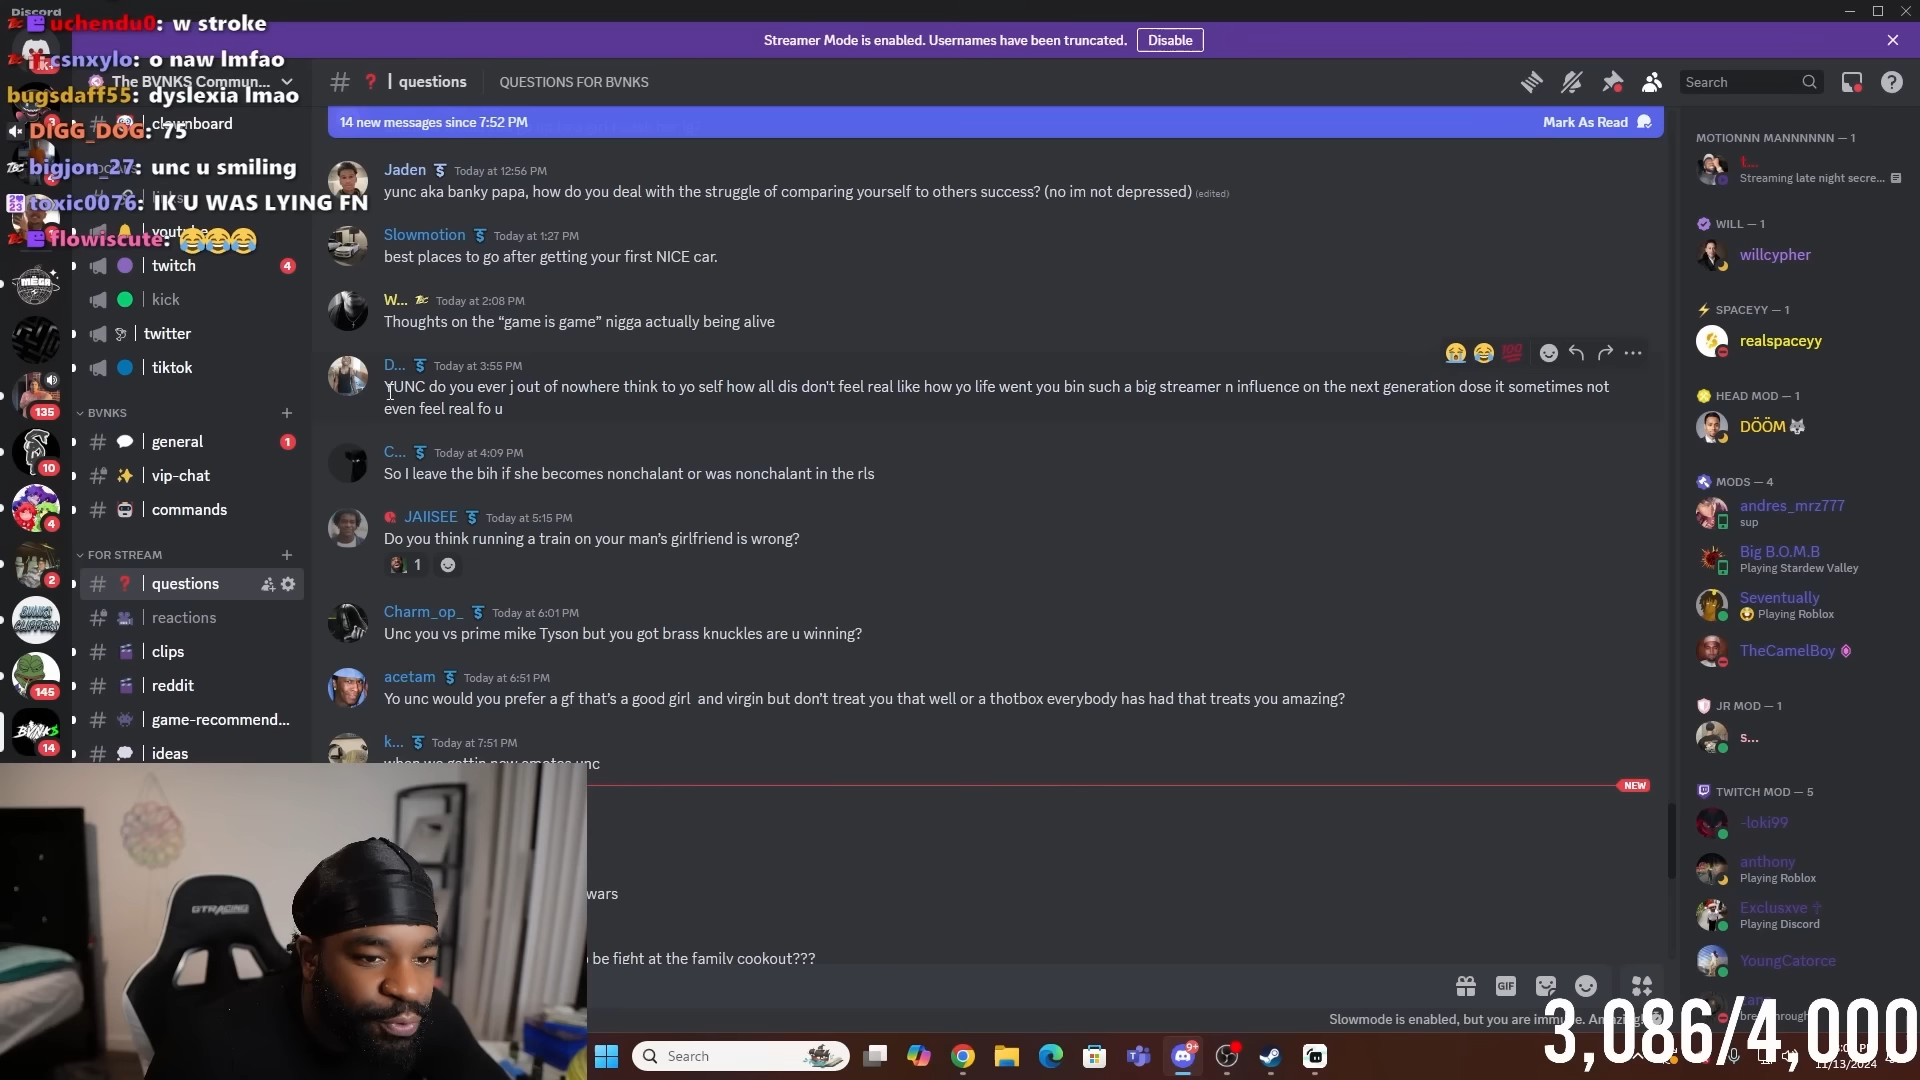 Discord
uchendu0: w stroke
csnxylo: o naw lmfao
bugsdaff55: dyslexia lmao
DIGG_DOG: 75
bigjon_27: unc u smiling
toxic0076: IK U WAS LYING FN
flowiscute: 😂😂😂
Streamer Mode is enabled. Usernames have been truncated.
Disable
The BVNKS Commun...
clownboard
youtube
twitch
4
kick
twitter
tiktok
BVNKS
general
1
vip-chat
commands
FOR STREAM
questions
reactions
clips
reddit
game-recommend...
ideas
135
10
4
2
145
14
questions
QUESTIONS FOR BVNKS
Search
14 new messages since 7:52 PM
Mark As Read
Jaden Today at 12:56 PM
yunc aka banky papa, how do you deal with the struggle of comparing yourself to others success? (no im not depressed) (edited)
Slowmotion Today at 1:27 PM
best places to go after getting your first NICE car.
W... Today at 2:08 PM
Thoughts on the “game is game” nigga actually being alive
D... Today at 3:55 PM
YUNC do you ever j out of nowhere think to yo self how all dis don't feel real like how yo life went you bin such a big streamer n influence on the next generation dose it sometimes not
even feel real fo u
C... Today at 4:09 PM
So I leave the bih if she becomes nonchalant or was nonchalant in the rls
JAIISEE Today at 5:15 PM
Do you think running a train on your man’s girlfriend is wrong?
1
Charm_op_ Today at 6:01 PM
Unc you vs prime mike Tyson but you got brass knuckles are u winning?
acetam Today at 6:51 PM
Yo unc would you prefer a gf that’s a good girl and virgin but don’t treat you that well or a thotbox everybody has had that treats you amazing?
k... Today at 7:51 PM
when we gettin new emotes unc
NEW
wars
be fight at the family cookout???
GIF
Slowmode is enabled, but you are immune. Amazing!
MOTIONNN MANNNNNN — 1
t...
Streaming late night secre...
WILL — 1
willcypher
SPACEYY — 1
realspaceyy
HEAD MOD — 1
DÖÖM
MODS — 4
andres_mrz777
sup
Big B.O.M.B
Playing Stardew Valley
Seventually
Playing Roblox
TheCamelBoy
JR MOD — 1
s...
TWITCH MOD — 5
-loki99
anthony
Playing Roblox
Exclusxve
Playing Discord
YoungCatorce
3,086/4,000
GTRACING
Search
9+
11/13/2024